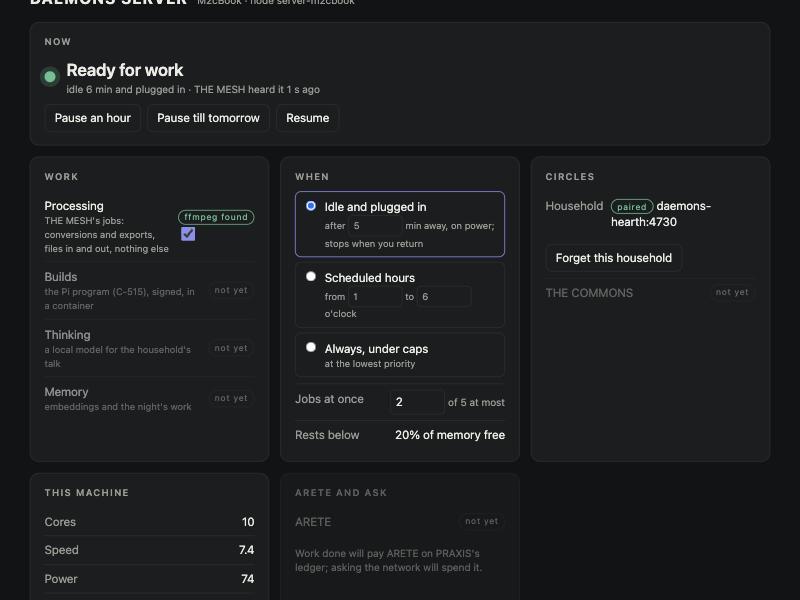 DAEMONS SERVER M2cBook · node server-m2cbook
NOW
Ready for work
idle 6 min and plugged in · THE MESH heard it 1 s ago
Pause an hour
Pause till tomorrow
Resume
WORK
Processing
THE MESH's jobs:
conversions and exports,
files in and out, nothing else
ffmpeg found
Builds
the Pi program (C-515), signed, in
a container
not yet
Thinking
a local model for the household's
talk
not yet
Memory
embeddings and the night's work
not yet
WHEN
Idle and plugged in
after 5 min away, on power;
stops when you return
Scheduled hours
from 1 to 6
o'clock
Always, under caps
at the lowest priority
Jobs at once 2 of 5 at most
Rests below 20% of memory free
CIRCLES
Household paired daemons-
hearth:4730
Forget this household
THE COMMONS not yet
THIS MACHINE
Cores 10
Speed 7.4
Power 74
ARETE AND ASK
ARETE not yet
Work done will pay ARETE on PRAXIS's
ledger; asking the network will spend it.